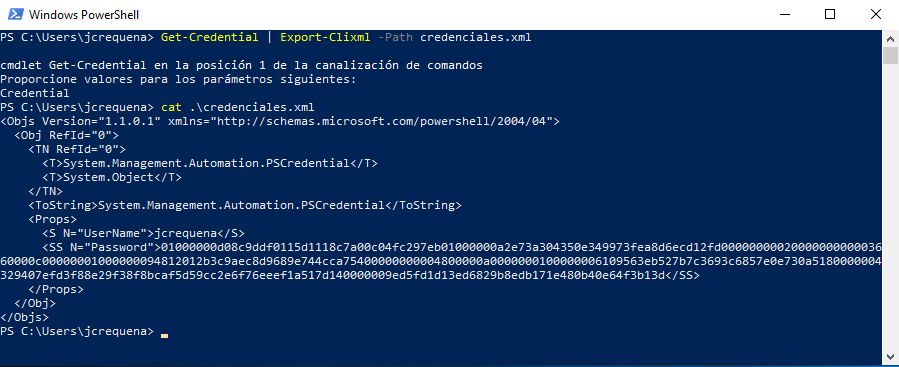 Windows PowerShell
PS C:\Users\jcrequena> Get-Credential | Export-Clixml -Path credenciales.xml
cmdlet Get-Credential en la posición 1 de la canalización de comandos
Proporcione valores para los parámetros siguientes:
Credential
PS C:\Users\jcrequena> cat .\credenciales.xml
<Objs Version="1.1.0.1" xmlns="http://schemas.microsoft.com/powershell/2004/04">
  <Obj RefId="0">
    <TN RefId="0">
      <T>System.Management.Automation.PSCredential</T>
      <T>System.Object</T>
    </TN>
    <ToString>System.Management.Automation.PSCredential</ToString>
    <Props>
      <S N="UserName">jcrequena</S>
      <SS N="Password">01000000d08c9ddf0115d1118c7a00c04fc297eb01000000a2e73a304350e349973fea8d6ecd12fd00000000020000000000036
60000c00000001000000094812012b3c9aec8d9689e744cca7540000000004800000a0000000100000006109563eb527b7c3693c6857e0e730a5180000004
329407efd3f88e29f38f8bcaf5d59cc2e6f76eeef1a517d140000009ed5fd1d13ed6829b8edb171e480b40e64f3b13d</SS>
    </Props>
  </Obj>
</Objs>
PS C:\Users\jcrequena>